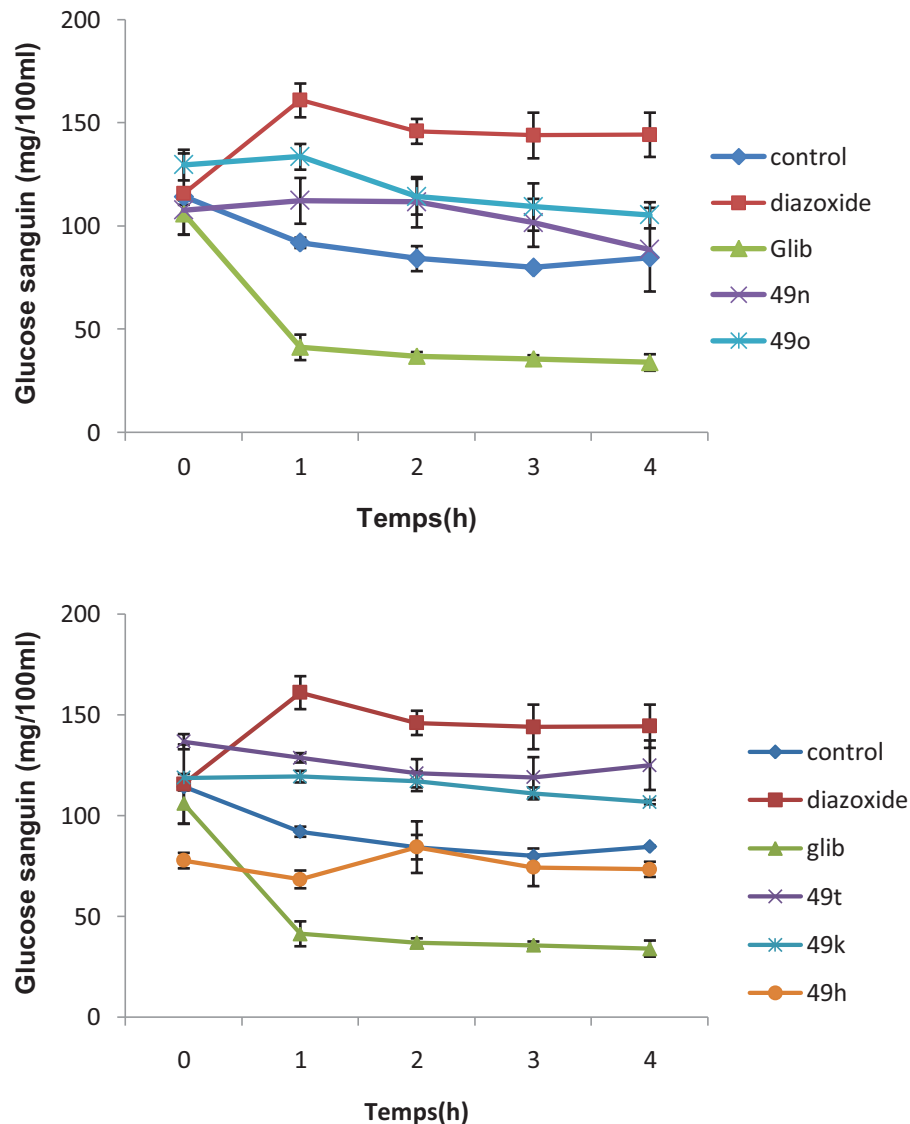 Glucose sanguin (mg/100ml)
200
150
100
50
0
0 1 2 3 4
Temps(h)
control
diazoxide
Glib
49n
49o
Glucose sanguin (mg/100ml)
200
150
100
50
0
0 1 2 3 4
Temps(h)
control
diazoxide
glib
49t
49k
49h